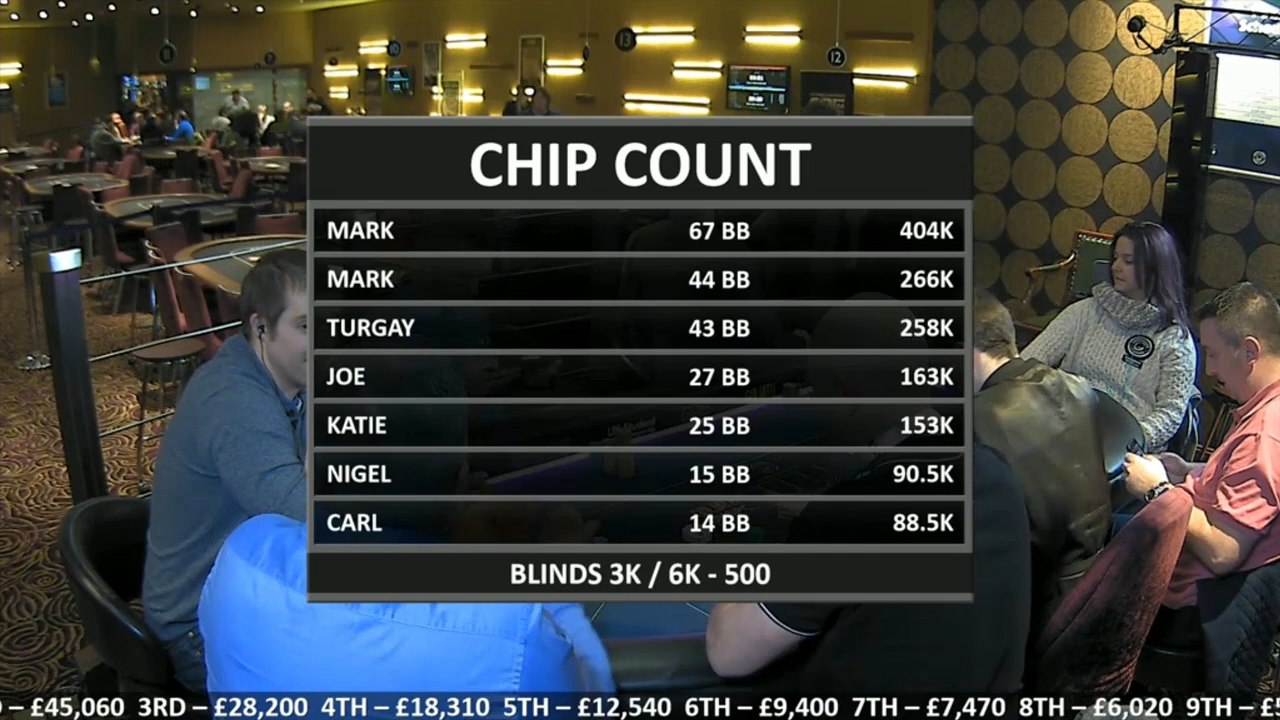 CHIP COUNT
MARK 67 BB 404K
MARK 44 BB 266K
TURGAY 43 BB 258K
JOE 27 BB 163K
KATIE 25 BB 153K
NIGEL 15 BB 90.5K
CARL 14 BB 88.5K
BLINDS 3K / 6K - 500
– £45,060 3RD – £28,200 4TH – £18,310 5TH – £12,540 6TH – £9,400 7TH – £7,470 8TH – £6,020 9TH –
10
13
12